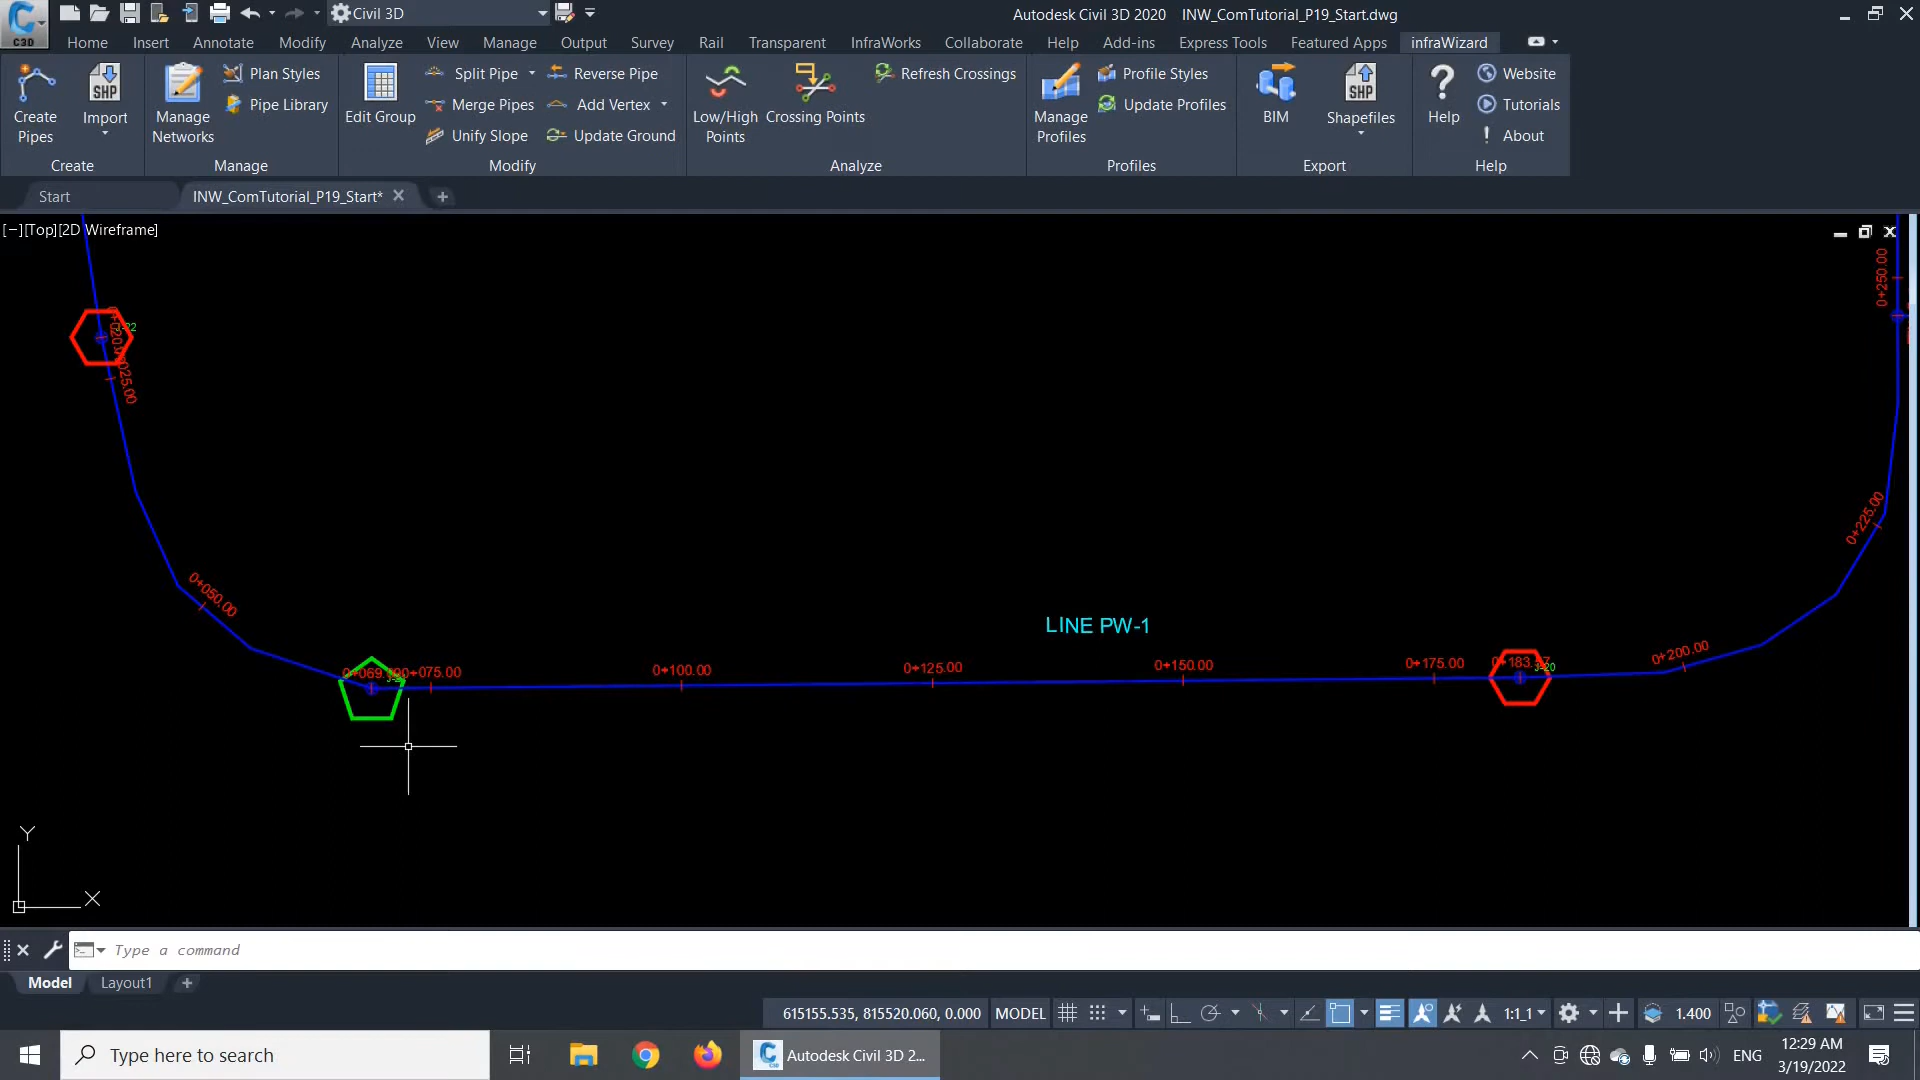 C3D
Civil 3D
Autodesk Civil 3D 2020 INW_ComTutorial_P19_Start.dwg
Home Insert Annotate Modify Analyze View Manage Output Survey Rail Transparent InfraWorks Collaborate Help Add-ins Express Tools Featured Apps infraWizard
Create Pipes
SHP
Import
Create
Manage Networks
Plan Styles
Pipe Library
Manage
Edit Group
Split Pipe
Merge Pipes
Unify Slope
Reverse Pipe
Add Vertex
Update Ground
Modify
Low/High Points
Crossing Points
Refresh Crossings
Analyze
Manage Profiles
Profile Styles
Update Profiles
Profiles
BIM
SHP
Shapefiles
Export
Help
Website
Tutorials
About
Help
Start
INW_ComTutorial_P19_Start*
[−][Top][2D Wireframe]
0+250.00
0+225.00
0+050.00
LINE PW-1
0+100.00
0+125.00
0+150.00
0+175.00
0+200.00
Y
X
Type a command
Model
Layout1
615155.535, 815520.060, 0.000
MODEL
1:1_1
1.400
Type here to search
Autodesk Civil 3D 2...
ENG
12:29 AM
3/19/2022